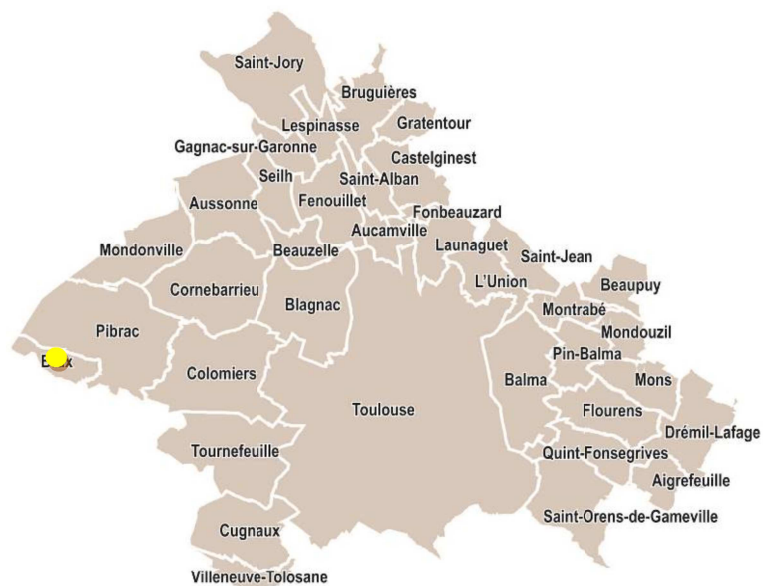 Saint-Jory
Bruguières
Lespinasse
Gratentour
Gagnac-sur-Garonne
Castelginest
Seilh
Saint-Alban
Aussonne
Fenouillet
Fonbeauzard
Aucamville
Launaguet
Mondonville
Beauzelle
Saint-Jean
L'Union
Beaupuy
Cornebarrieu
Blagnac
Montrabé
Pibrac
Mondouzil
Pin-Balma
Colomiers
Balma
Mons
Toulouse
Flourens
Drémil-Lafage
Tournefeuille
Quint-Fonsegrives
Aigrefeuille
Saint-Orens-de-Gameville
Cugnaux
Villeneuve-Tolosane